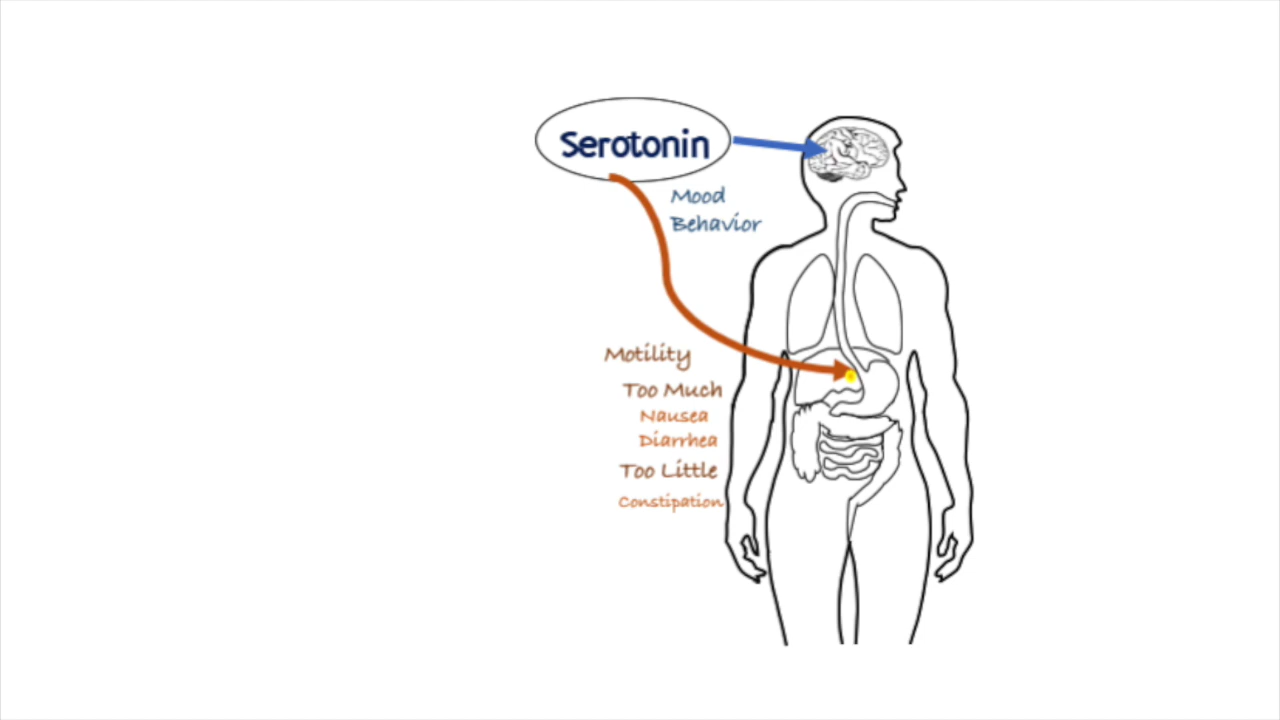 Serotonin
Mood
Behavior
Motility
Too Much
Nausea
Diarrhea
Too Little
Constipation